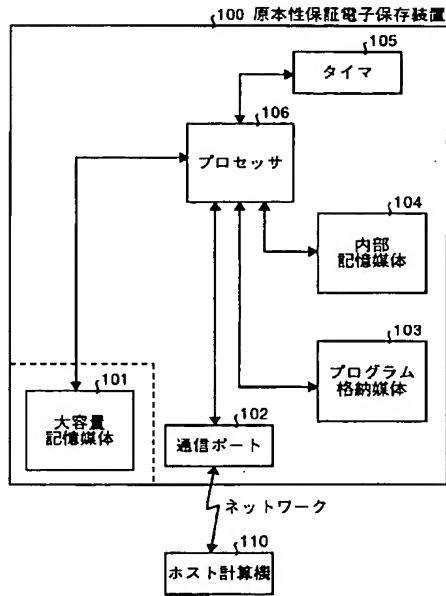 100 原本性保証電子保存装置
105
タイマ
106
プロセッサ
104
内部
記憶媒体
103
プログラム
格納媒体
101
大容量
記憶媒体
102
通信ポート
ネットワーク
110
ホスト計算機